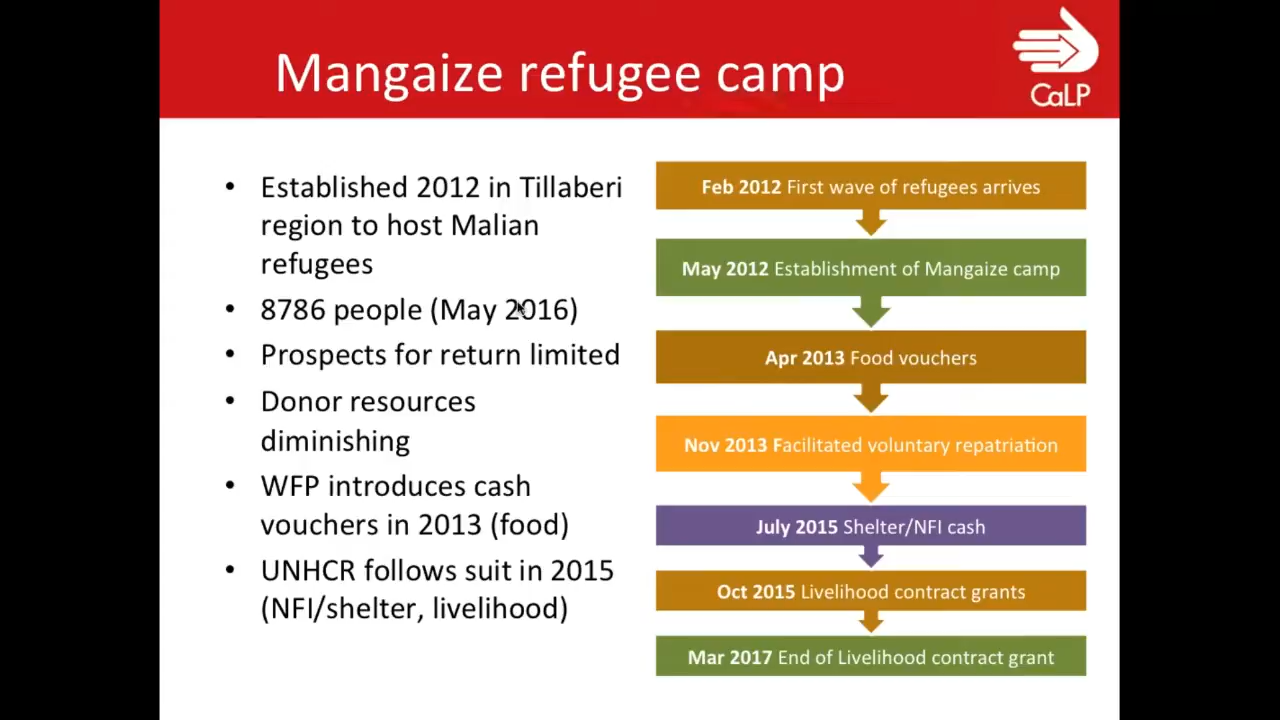 Mangaize refugee camp
CaLP
• Established 2012 in Tillaberi
region to host Malian
refugees
• 8786 people (May 2016)
• Prospects for return limited
• Donor resources
diminishing
• WFP introduces cash
vouchers in 2013 (food)
• UNHCR follows suit in 2015
(NFI/shelter, livelihood)
Feb 2012 First wave of refugees arrives
May 2012 Establishment of Mangaize camp
Apr 2013 Food vouchers
Nov 2013 Facilitated voluntary repatriation
July 2015 Shelter/NFI cash
Oct 2015 Livelihood contract grants
Mar 2017 End of Livelihood contract grant